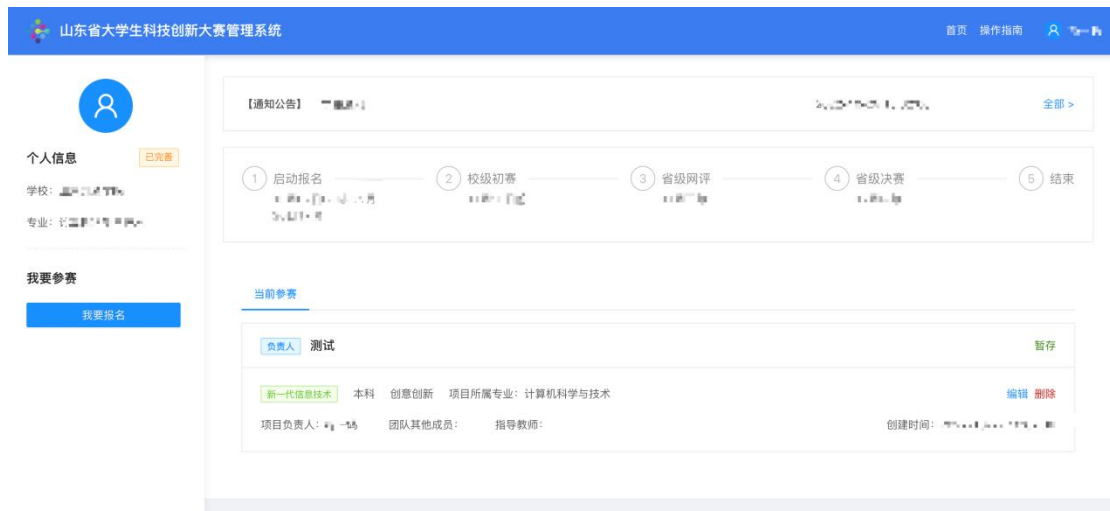 山东省大学生科技创新大赛管理系统
首页 操作指南
【通知公告】
全部 >
个人信息 已完善
学校：
专业：
1 启动报名 2 校级初赛 3 省级网评 4 省级决赛 5 结束
我要参赛
我要报名
当前参赛
负责人 测试 暂存
新一代信息技术 本科 创意创新 项目所属专业：计算机科学与技术 编辑 删除
项目负责人： 团队其他成员： 指导教师： 创建时间：